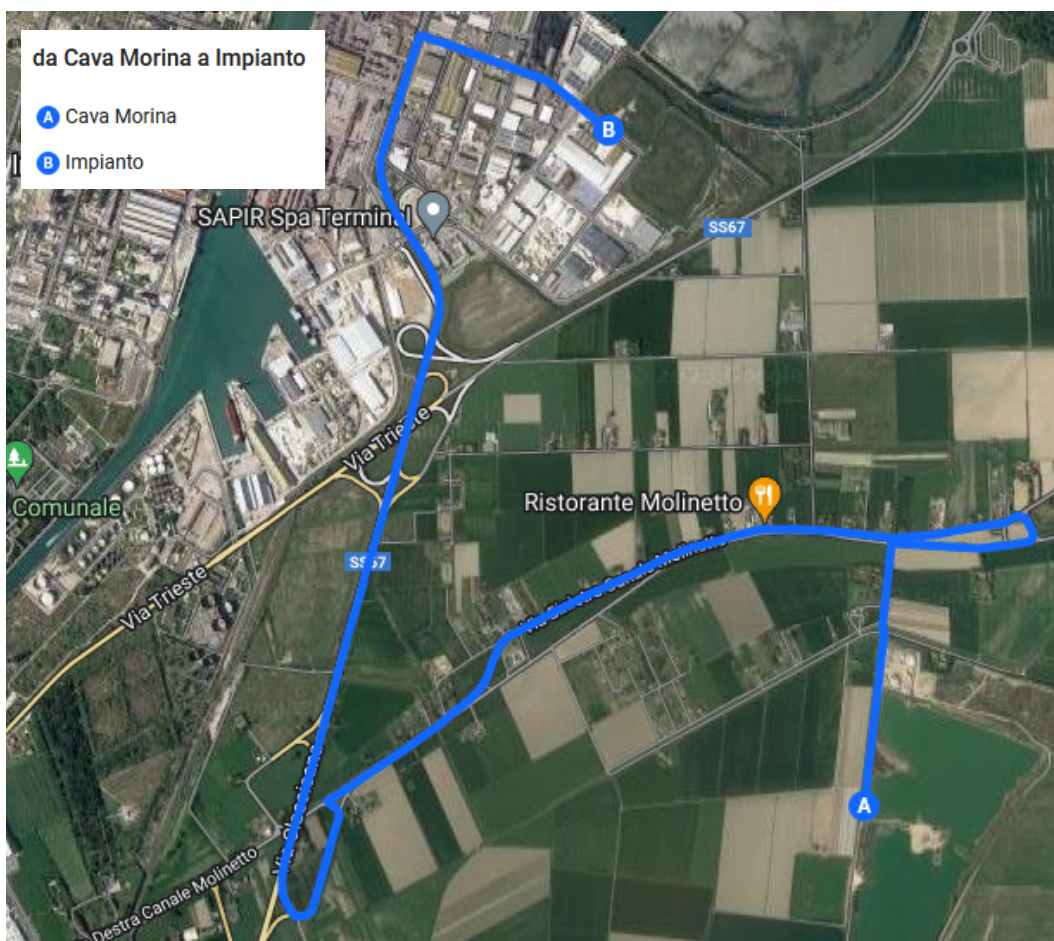 da Cava Morina a Impianto
A Cava Morina
B Impianto
B
SAPIR Spa Terminal
SS67
Via Trieste
Ristorante Molinetto
Comunale
SS67
Via Trieste
A
Destra Canale Molinetto